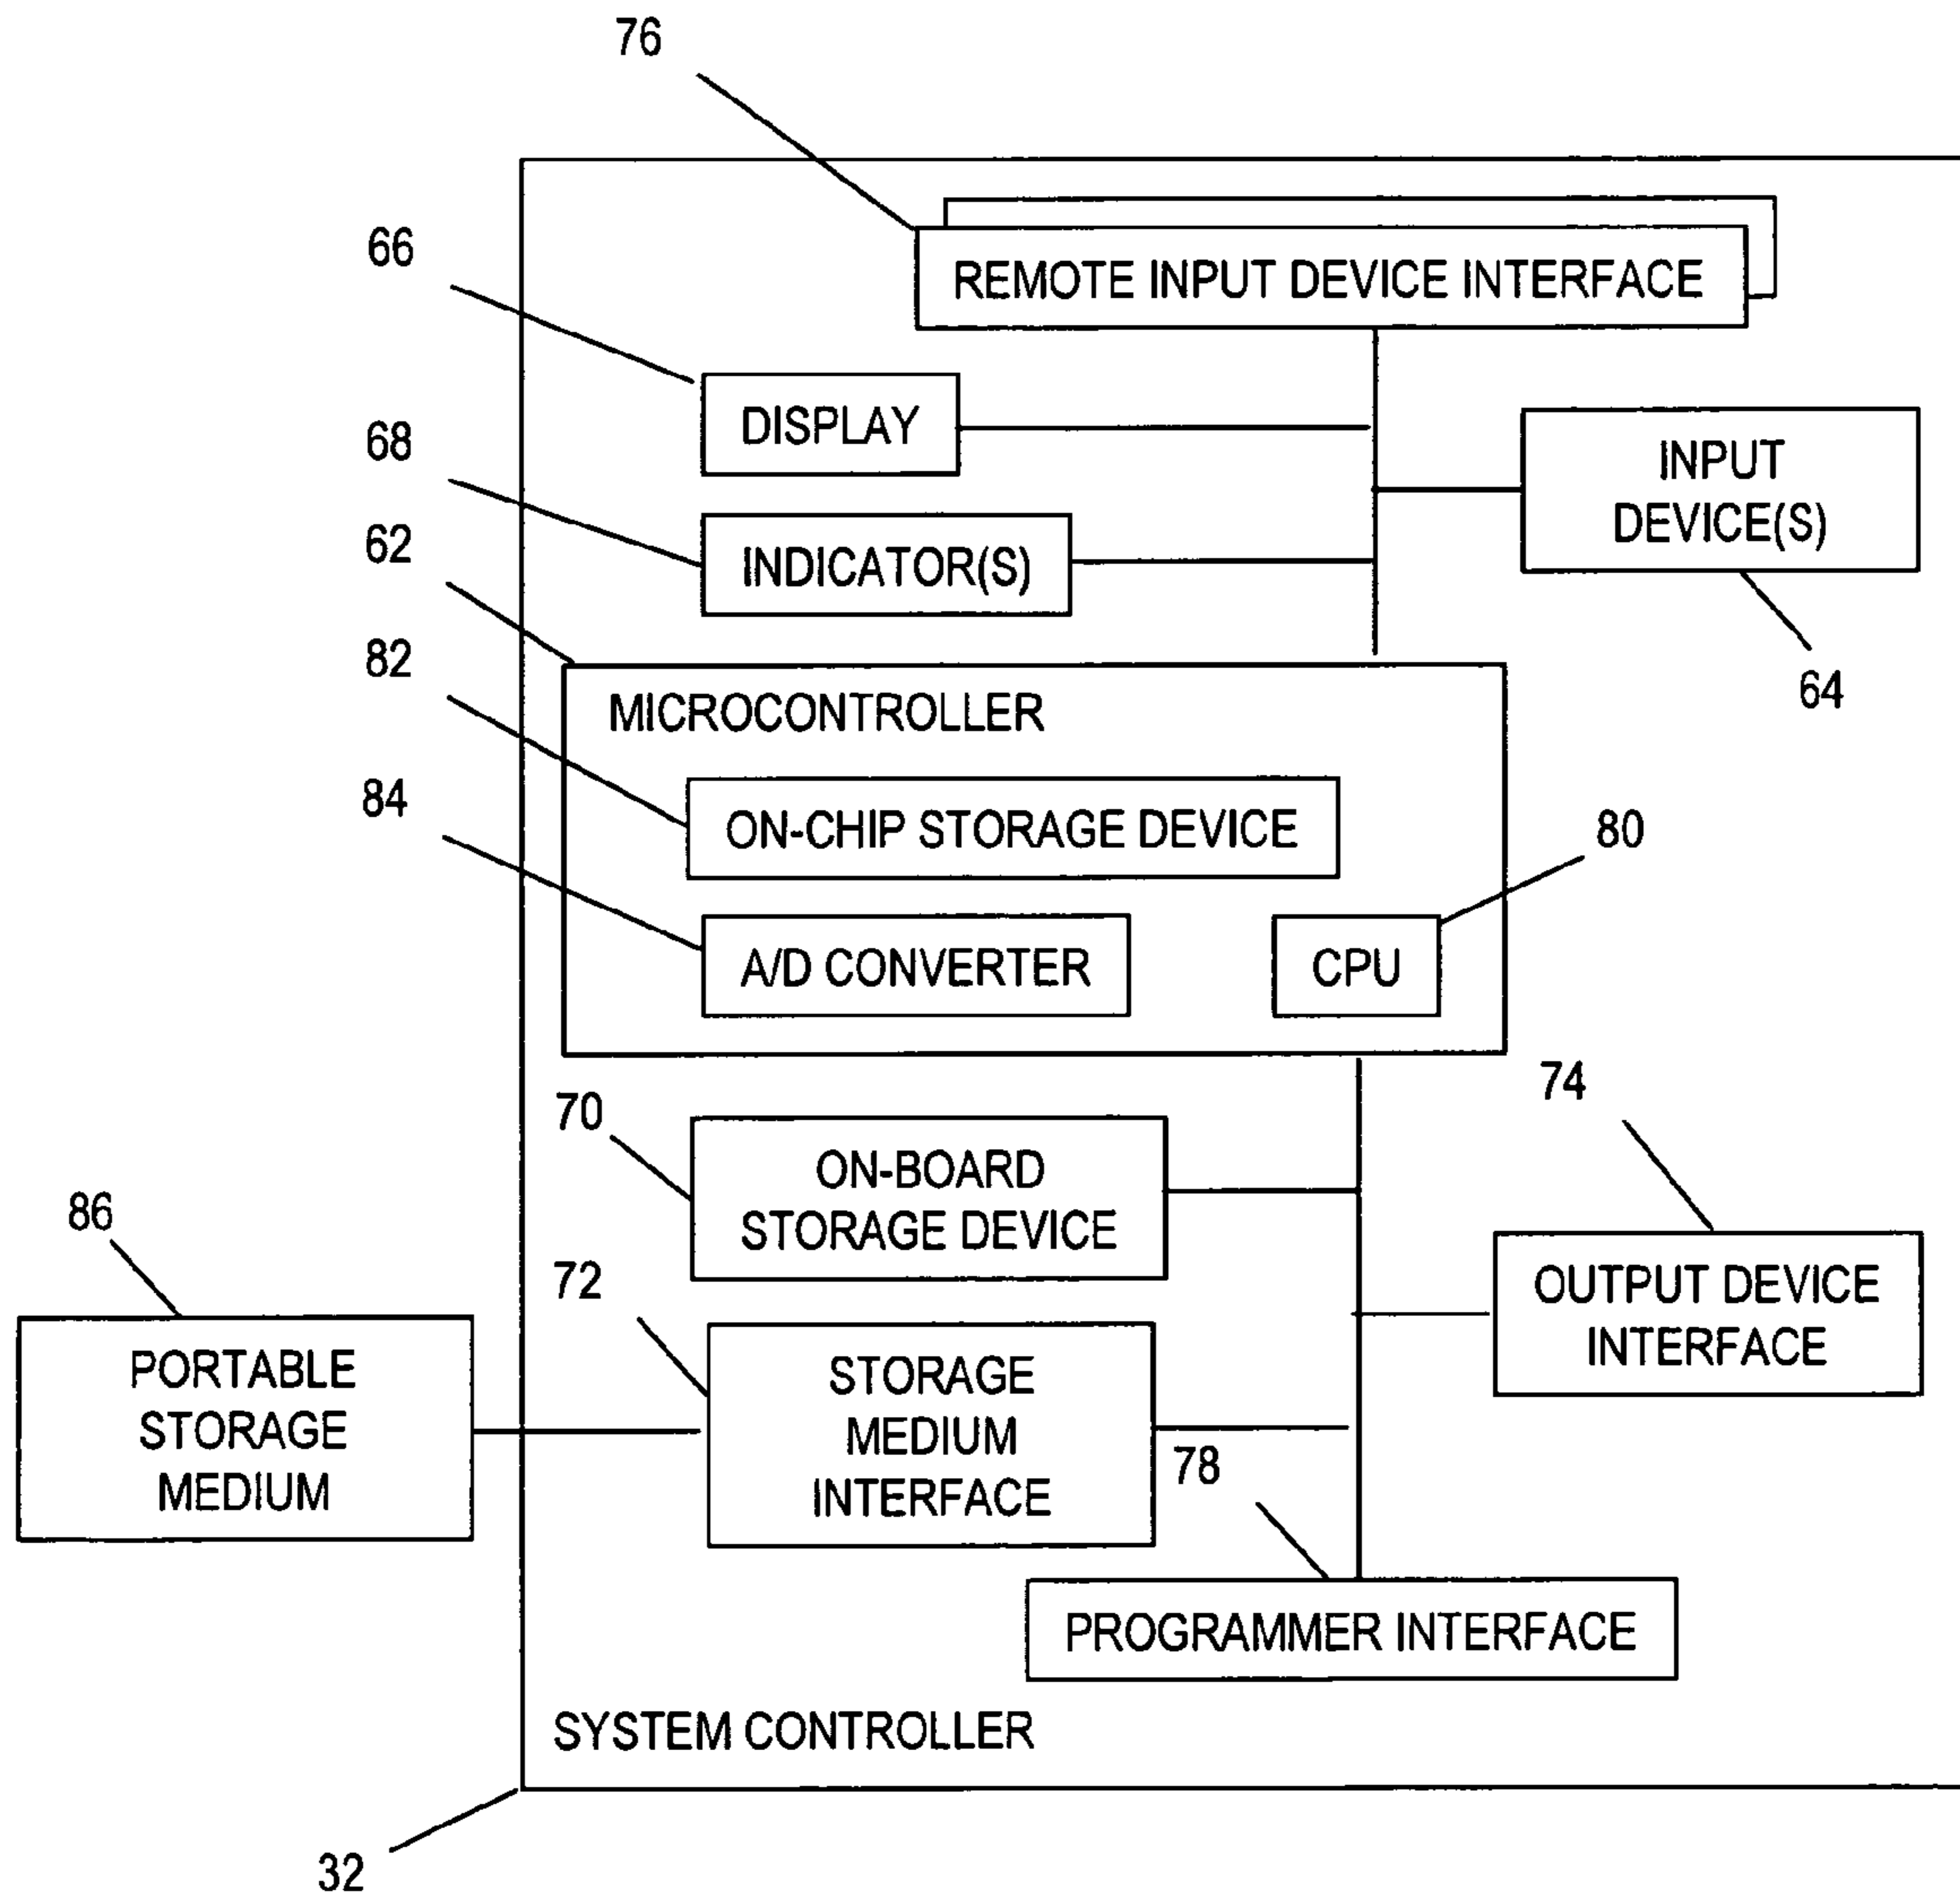 76
REMOTE INPUT DEVICE INTERFACE
66
DISPLAY
68
INDICATOR(S)
INPUT
DEVICE(S)
64
62
MICROCONTROLLER
82
ON-CHIP STORAGE DEVICE
84
A/D CONVERTER
80
CPU
70
ON-BOARD
STORAGE DEVICE
74
OUTPUT DEVICE
INTERFACE
86
PORTABLE
STORAGE
MEDIUM
72
STORAGE
MEDIUM
INTERFACE
78
PROGRAMMER INTERFACE
SYSTEM CONTROLLER
32